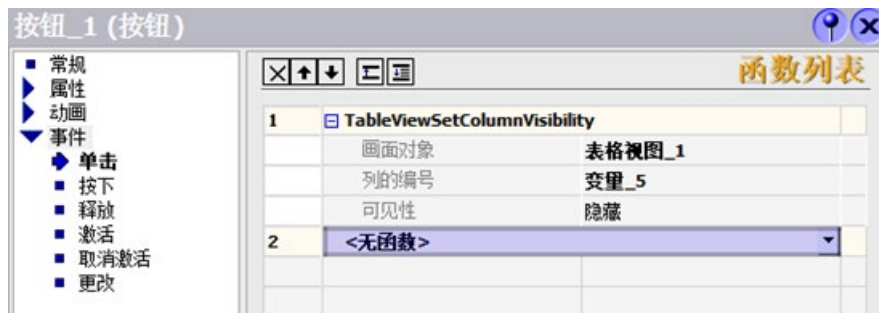 按钮_1 (按钮)
常规
属性
动画
事件
单击
按下
释放
激活
取消激活
更改
函数列表
1 TableViewSetColumnVisibility
画面对象 表格视图_1
列的编号 变量_5
可见性 隐藏
2 <无函数>